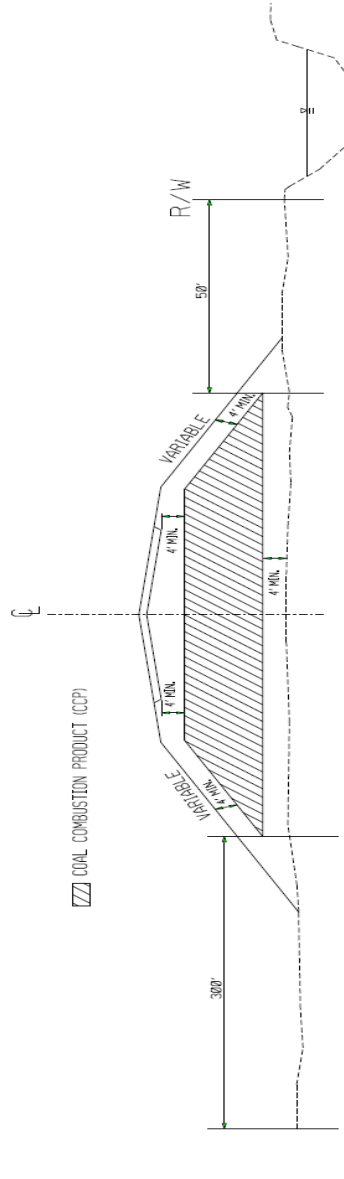 ℄
COAL COMBUSTION PRODUCT (CCP)
R/W
VARIABLE
VARIABLE
4' MIN.
4' MIN.
4' MIN.
4' MIN.
4' MIN.
300'
50'